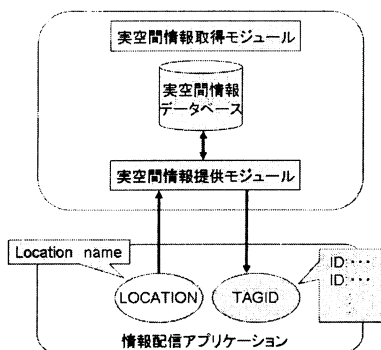 実空間情報取得モジュール
実空間情報
データベース
実空間情報提供モジュール
Location name
LOCATION
TAGID
ID:・・・
ID:・・・
:
情報配信アプリケーション